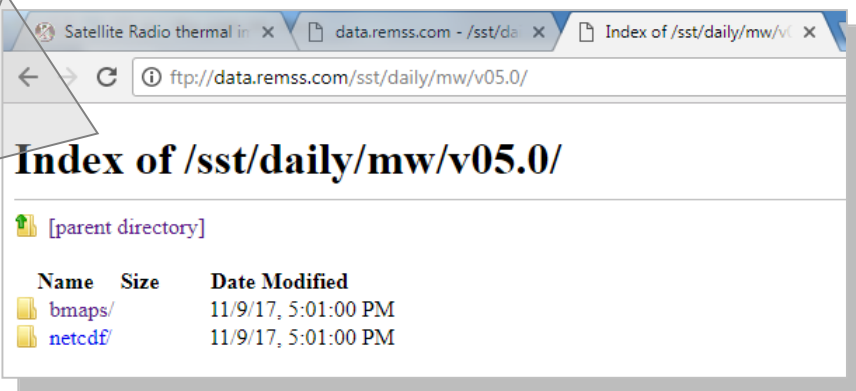 Satellite Radio thermal in
data.remss.com - /sst/da
Index of /sst/daily/mw/v
ftp://data.remss.com/sst/daily/mw/v05.0/
Index of /sst/daily/mw/v05.0/
[parent directory]
Name Size Date Modified
bmaps/ 11/9/17, 5:01:00 PM
netcdf/ 11/9/17, 5:01:00 PM